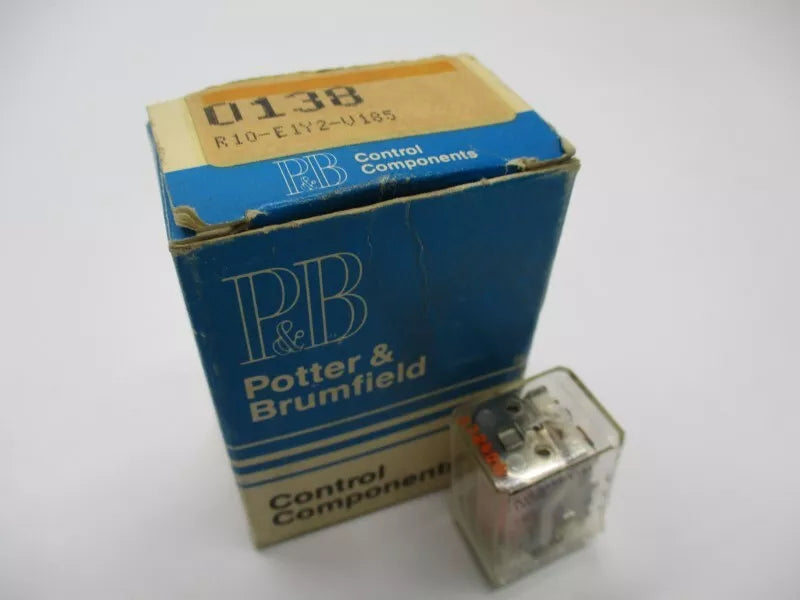 0138
R10-E1Y2-V185
P&B Control
Components
P&B
Potter &
Brumfield
Control
Components